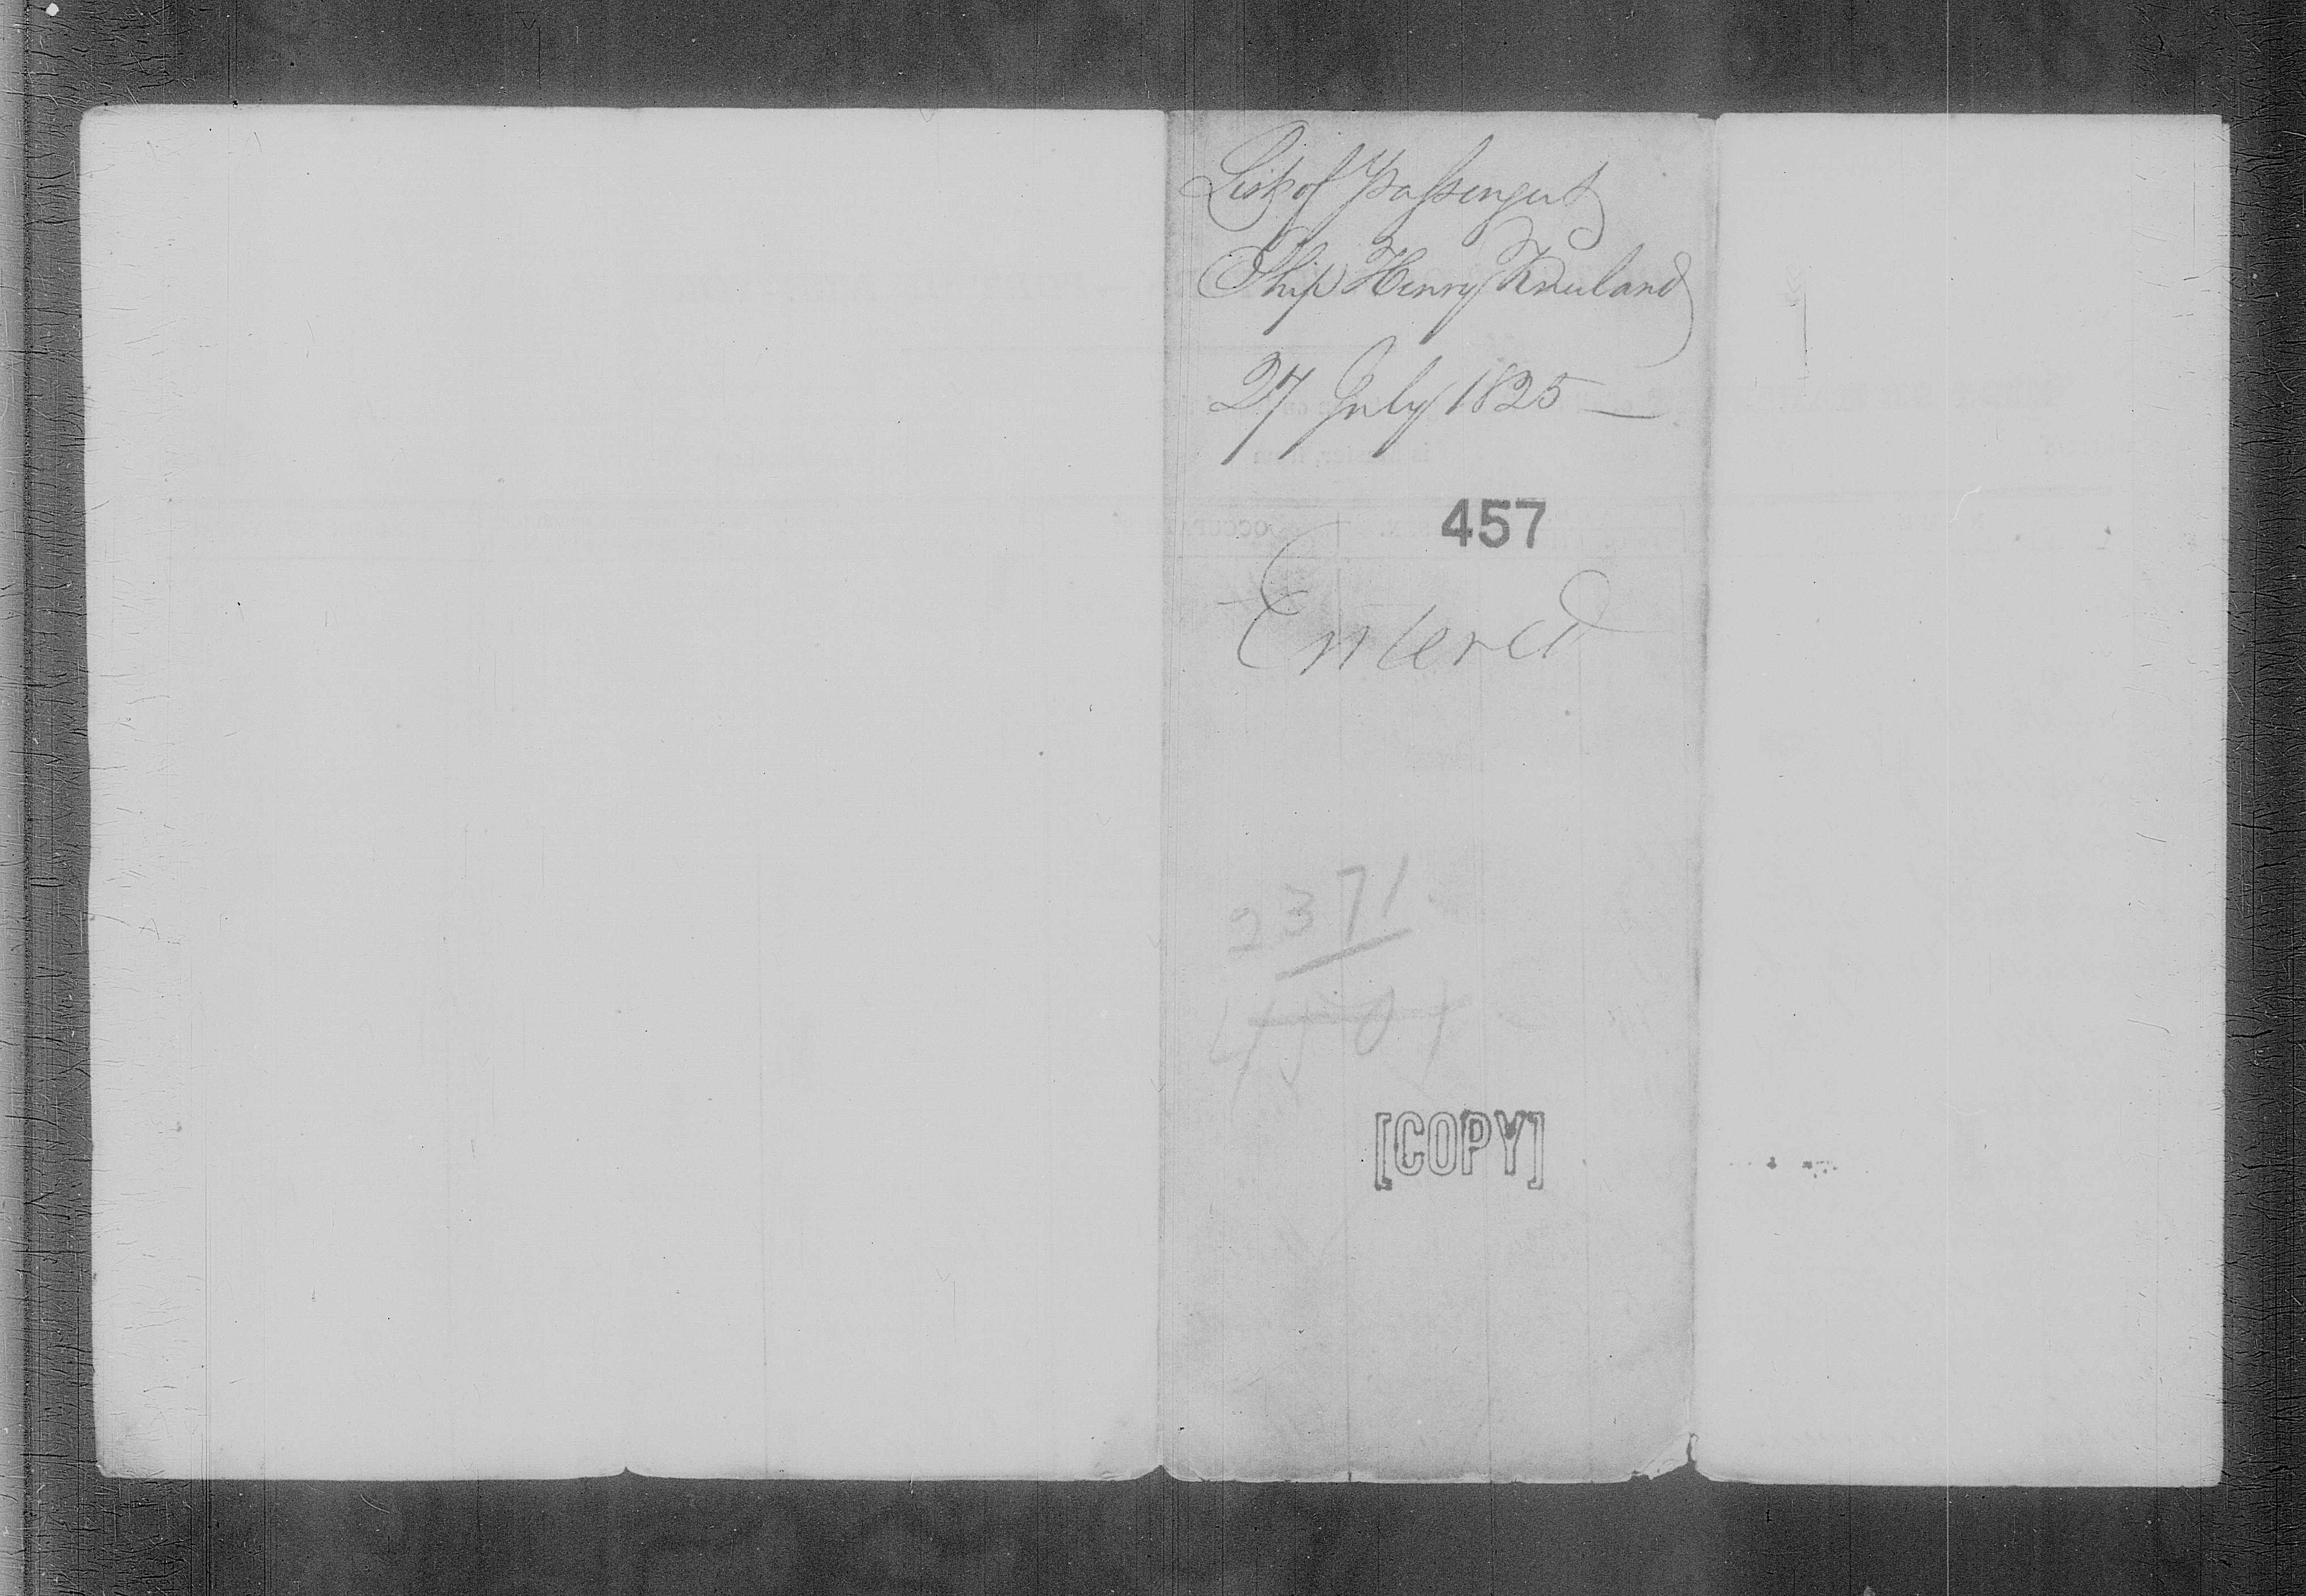 List of Passengers
Ship Henry Kneeland
27 July 1825 —
457
Entered
2371
[COPY]